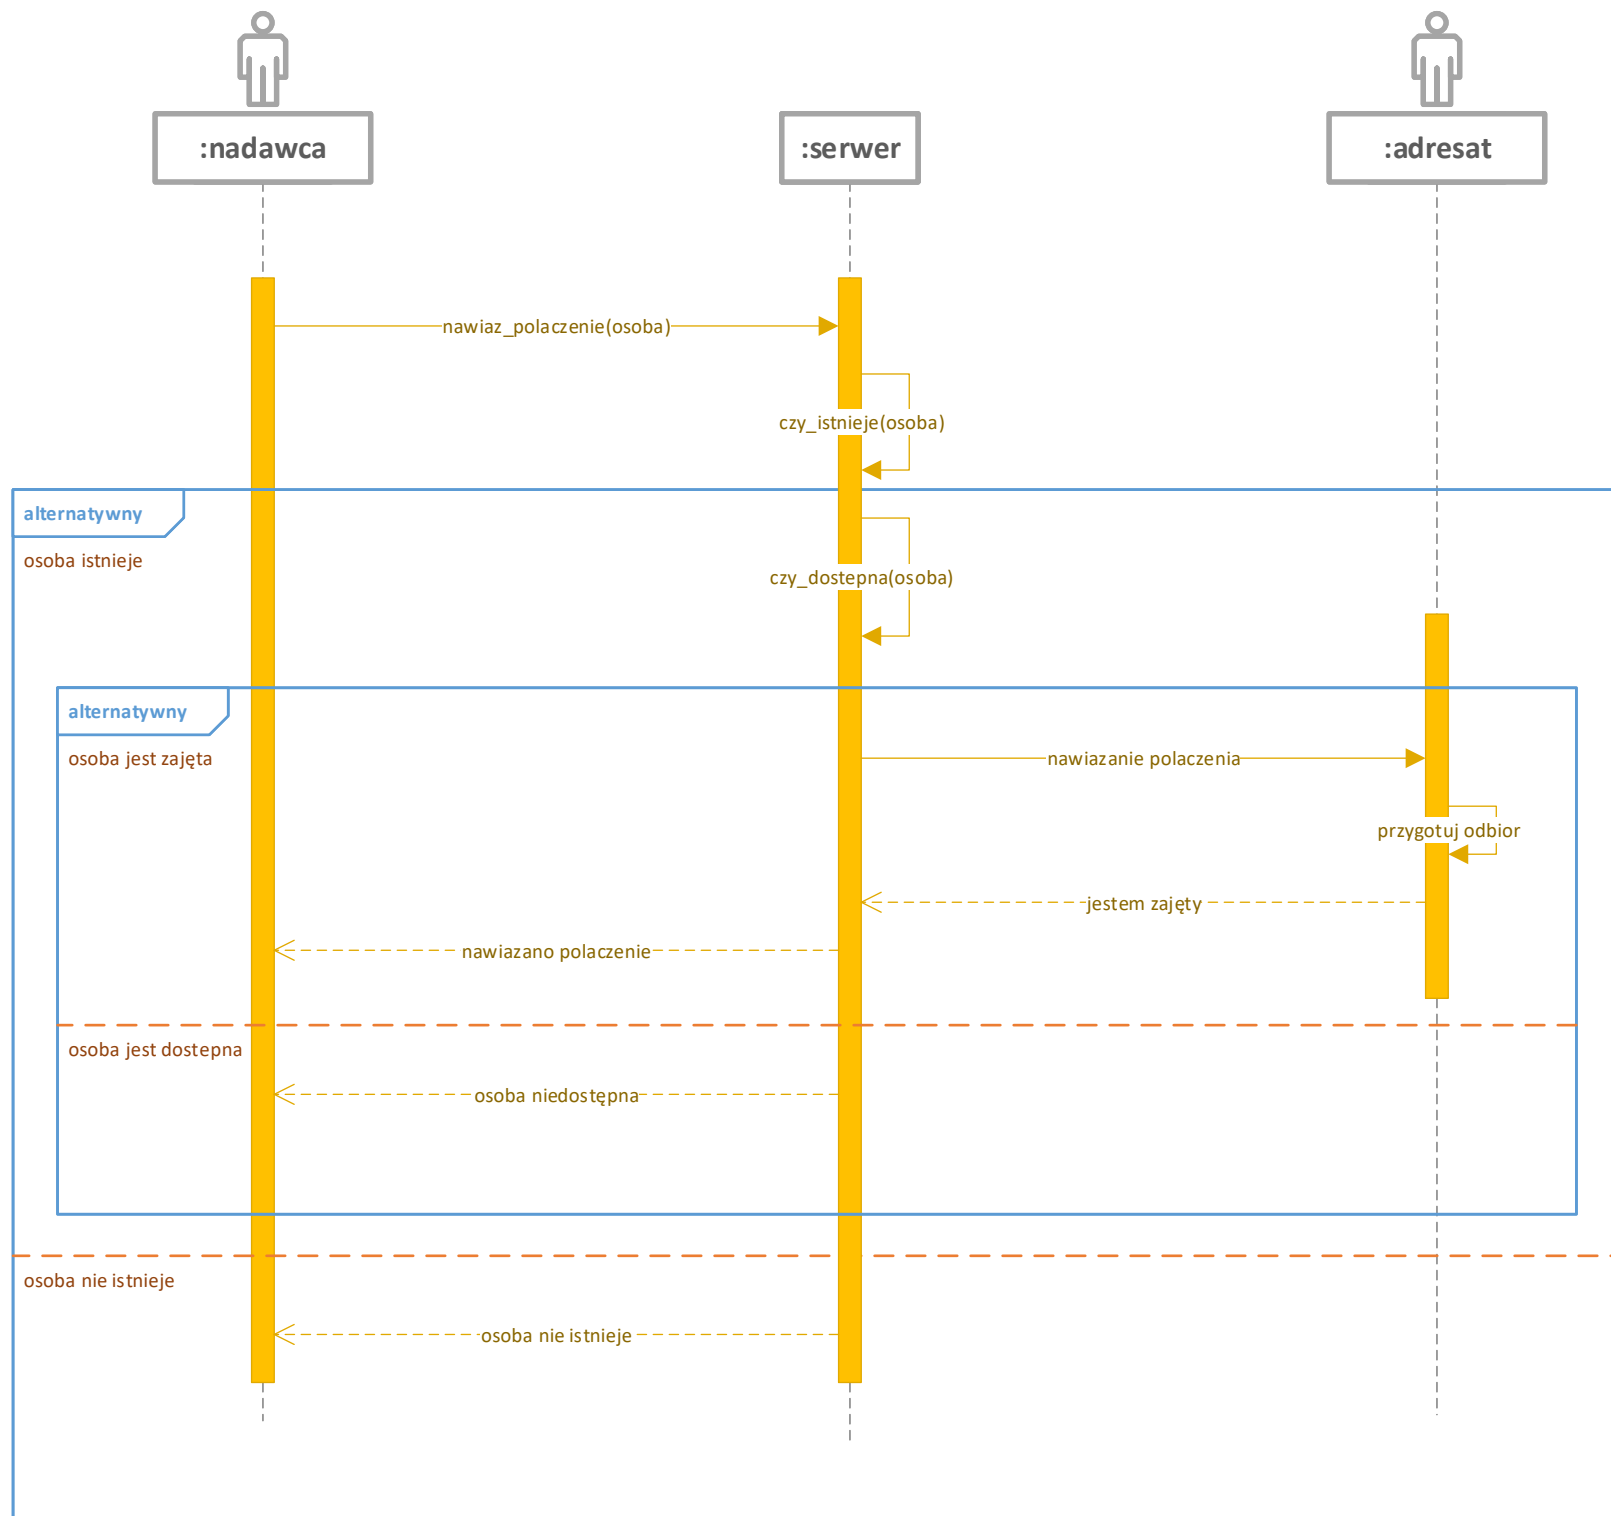 :nadawca
:serwer
:adresat
nawiaz_polaczenie(osoba)
czy_istnieje(osoba)
alternatywny
osoba istnieje
czy_dostepna(osoba)
alternatywny
osoba jest zajęta
nawiazanie polaczenia
przygotuj odbior
jestem zajęty
nawiazano polaczenie
osoba jest dostepna
osoba niedostępna
osoba nie istnieje
osoba nie istnieje